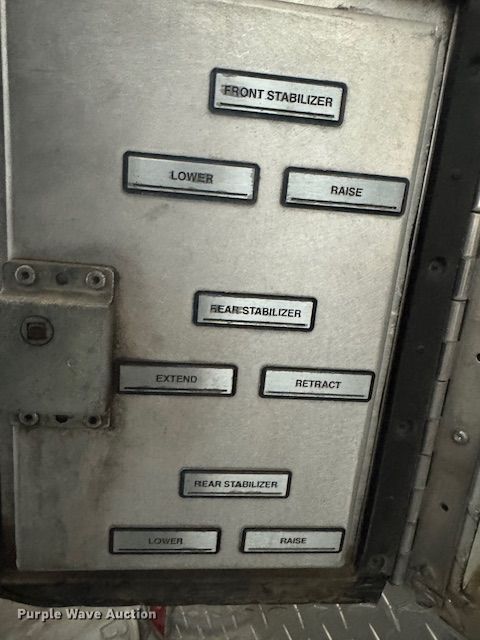 FRONT STABILIZER
LOWER RAISE
REAR STABILIZER
EXTEND RETRACT
REAR STABILIZER
LOWER RAISE
Purple Wave Auction